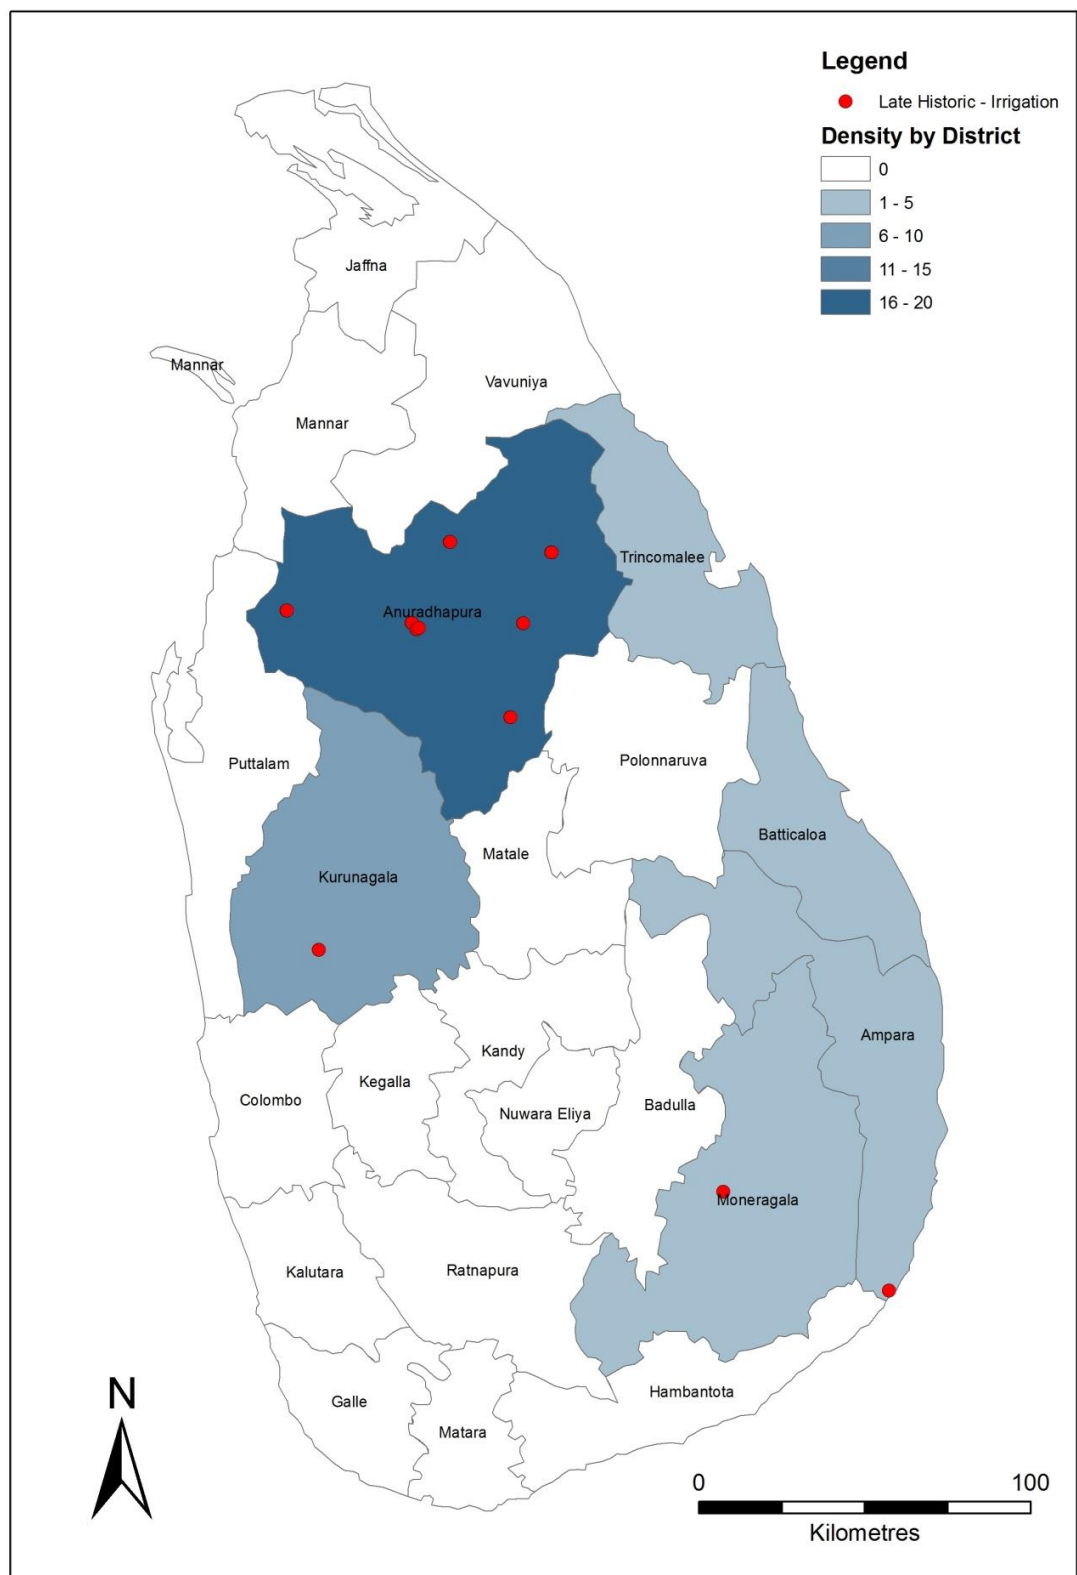 Legend
Late Historic - Irrigation
Density by District
0
1 - 5
6 - 10
11 - 15
16 - 20
Jaffna
Mannar
Vavuniya
Mannar
Trincomalee
Anuradhapura
Puttalam
Polonnaruva
Batticaloa
Matale
Kurunagala
Ampara
Kandy
Kegalla
Colombo
Nuwara Eliya
Badulla
Moneragala
Kalutara
Ratnapura
Galle
Hambantota
Matara
N
0 100
Kilometres